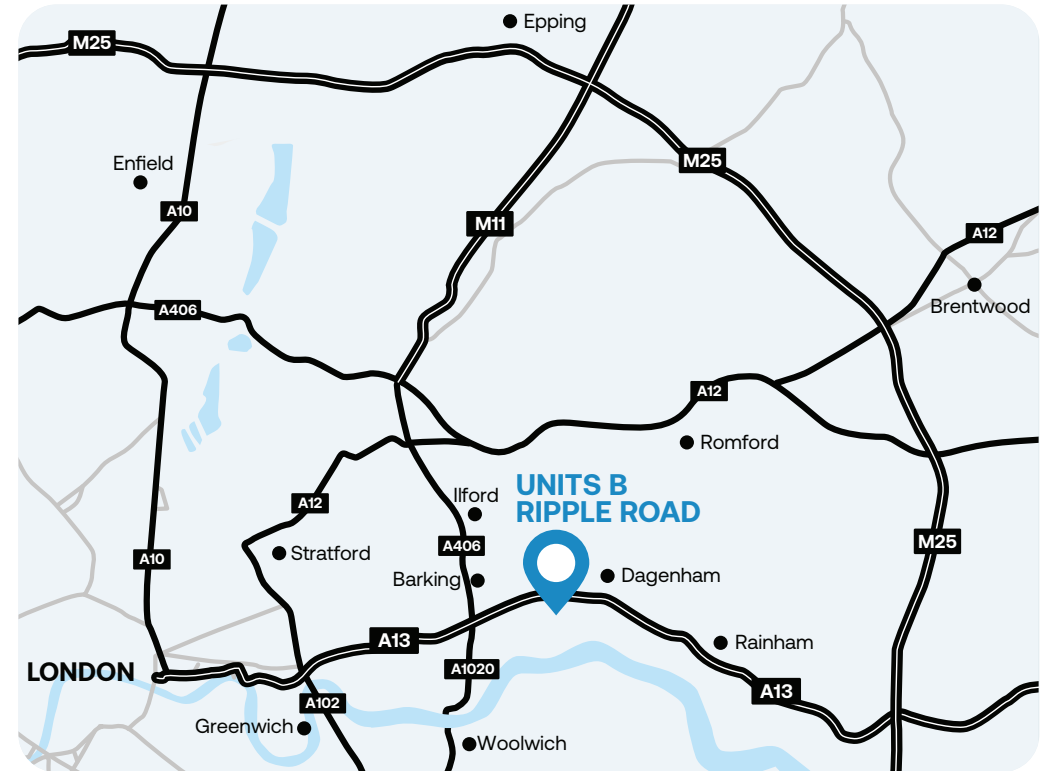 Epping
M25
M25
Enfield
A10
M11
A12
Brentwood
A406
A12
Romford
UNITS B
RIPPLE ROAD
Ilford
A12
A406
M25
Stratford
A10
Barking
Dagenham
A13
Rainham
LONDON
A1020
A13
A102
Greenwich
Woolwich